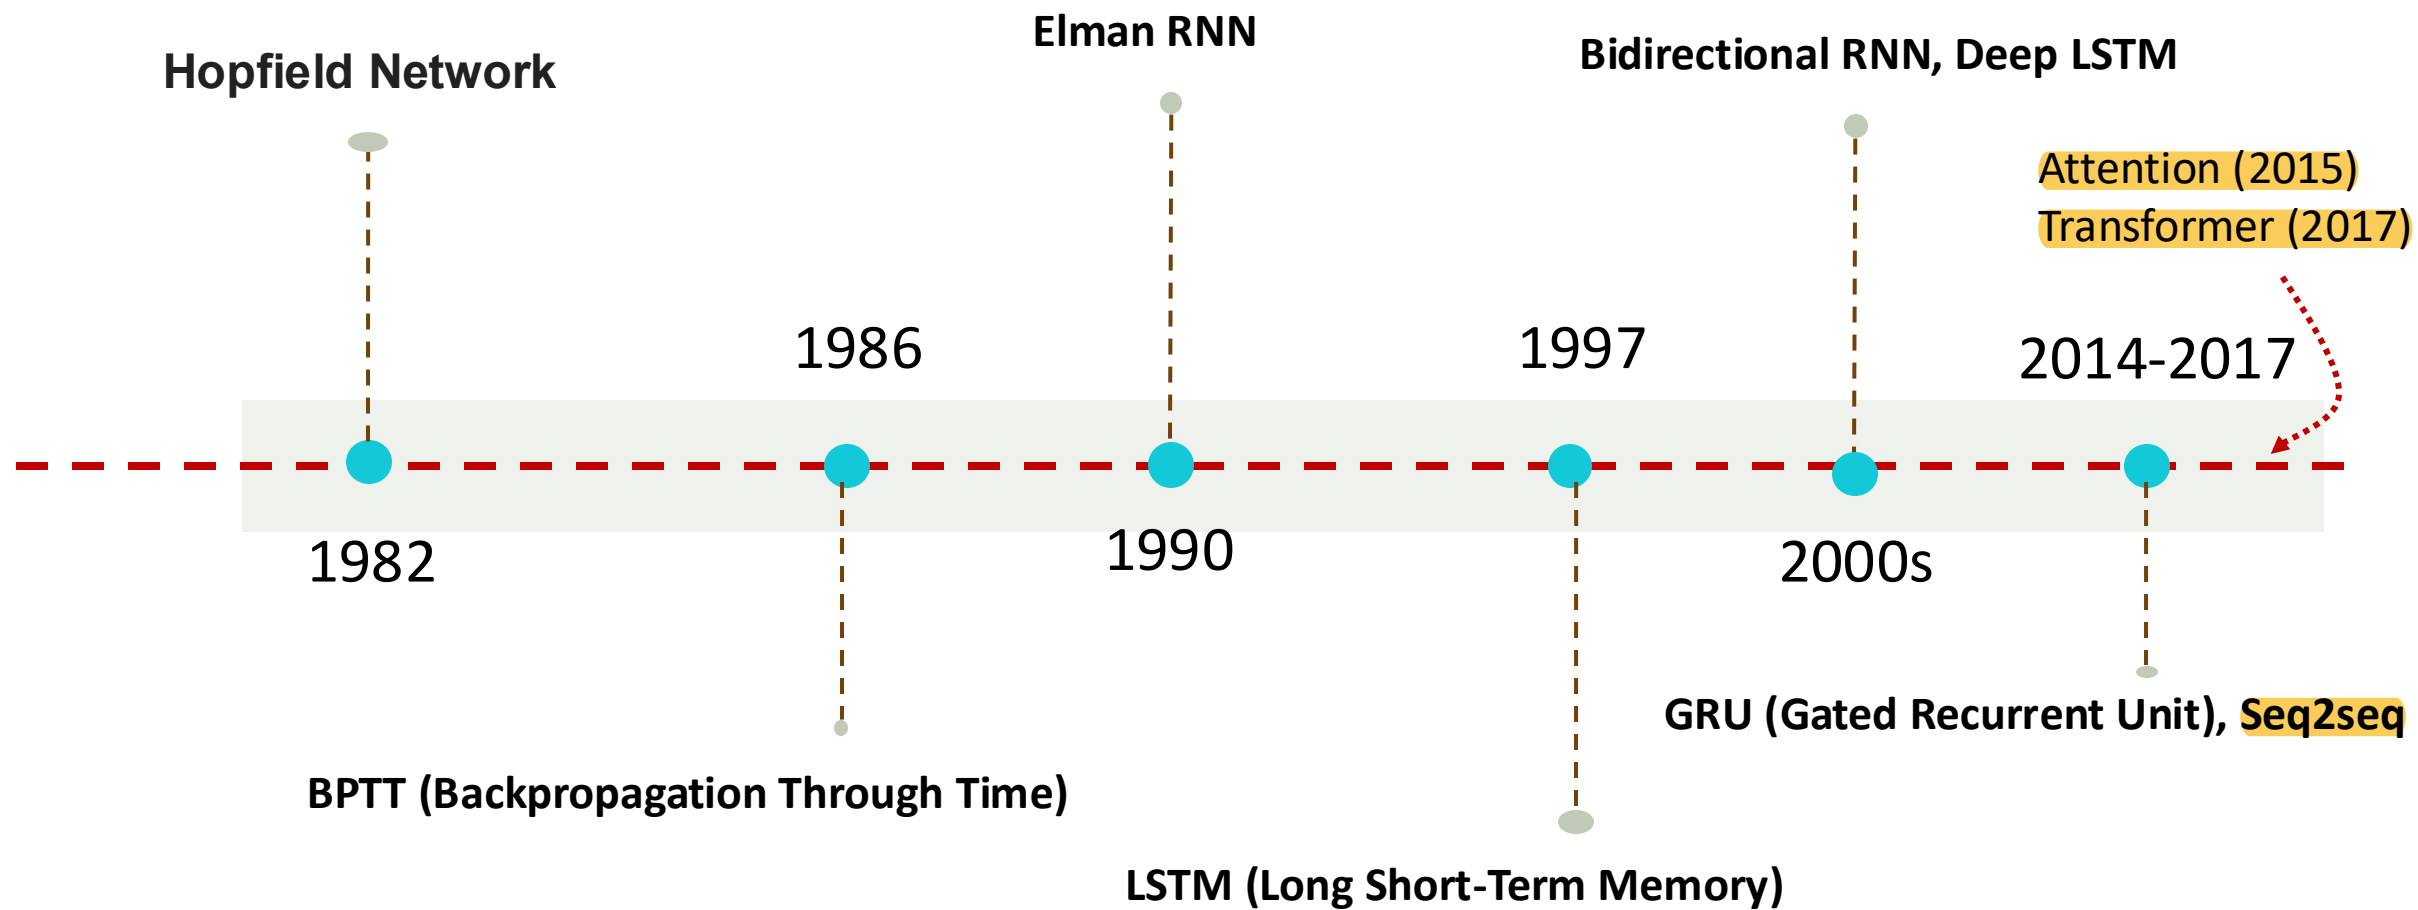 Elman RNN
Hopfield Network
Bidirectional RNN, Deep LSTM
Attention (2015)
Transformer (2017)
1986
1997
2014-2017
1982
1990
2000s
GRU (Gated Recurrent Unit), Seq2seq
BPTT (Backpropagation Through Time)
LSTM (Long Short-Term Memory)